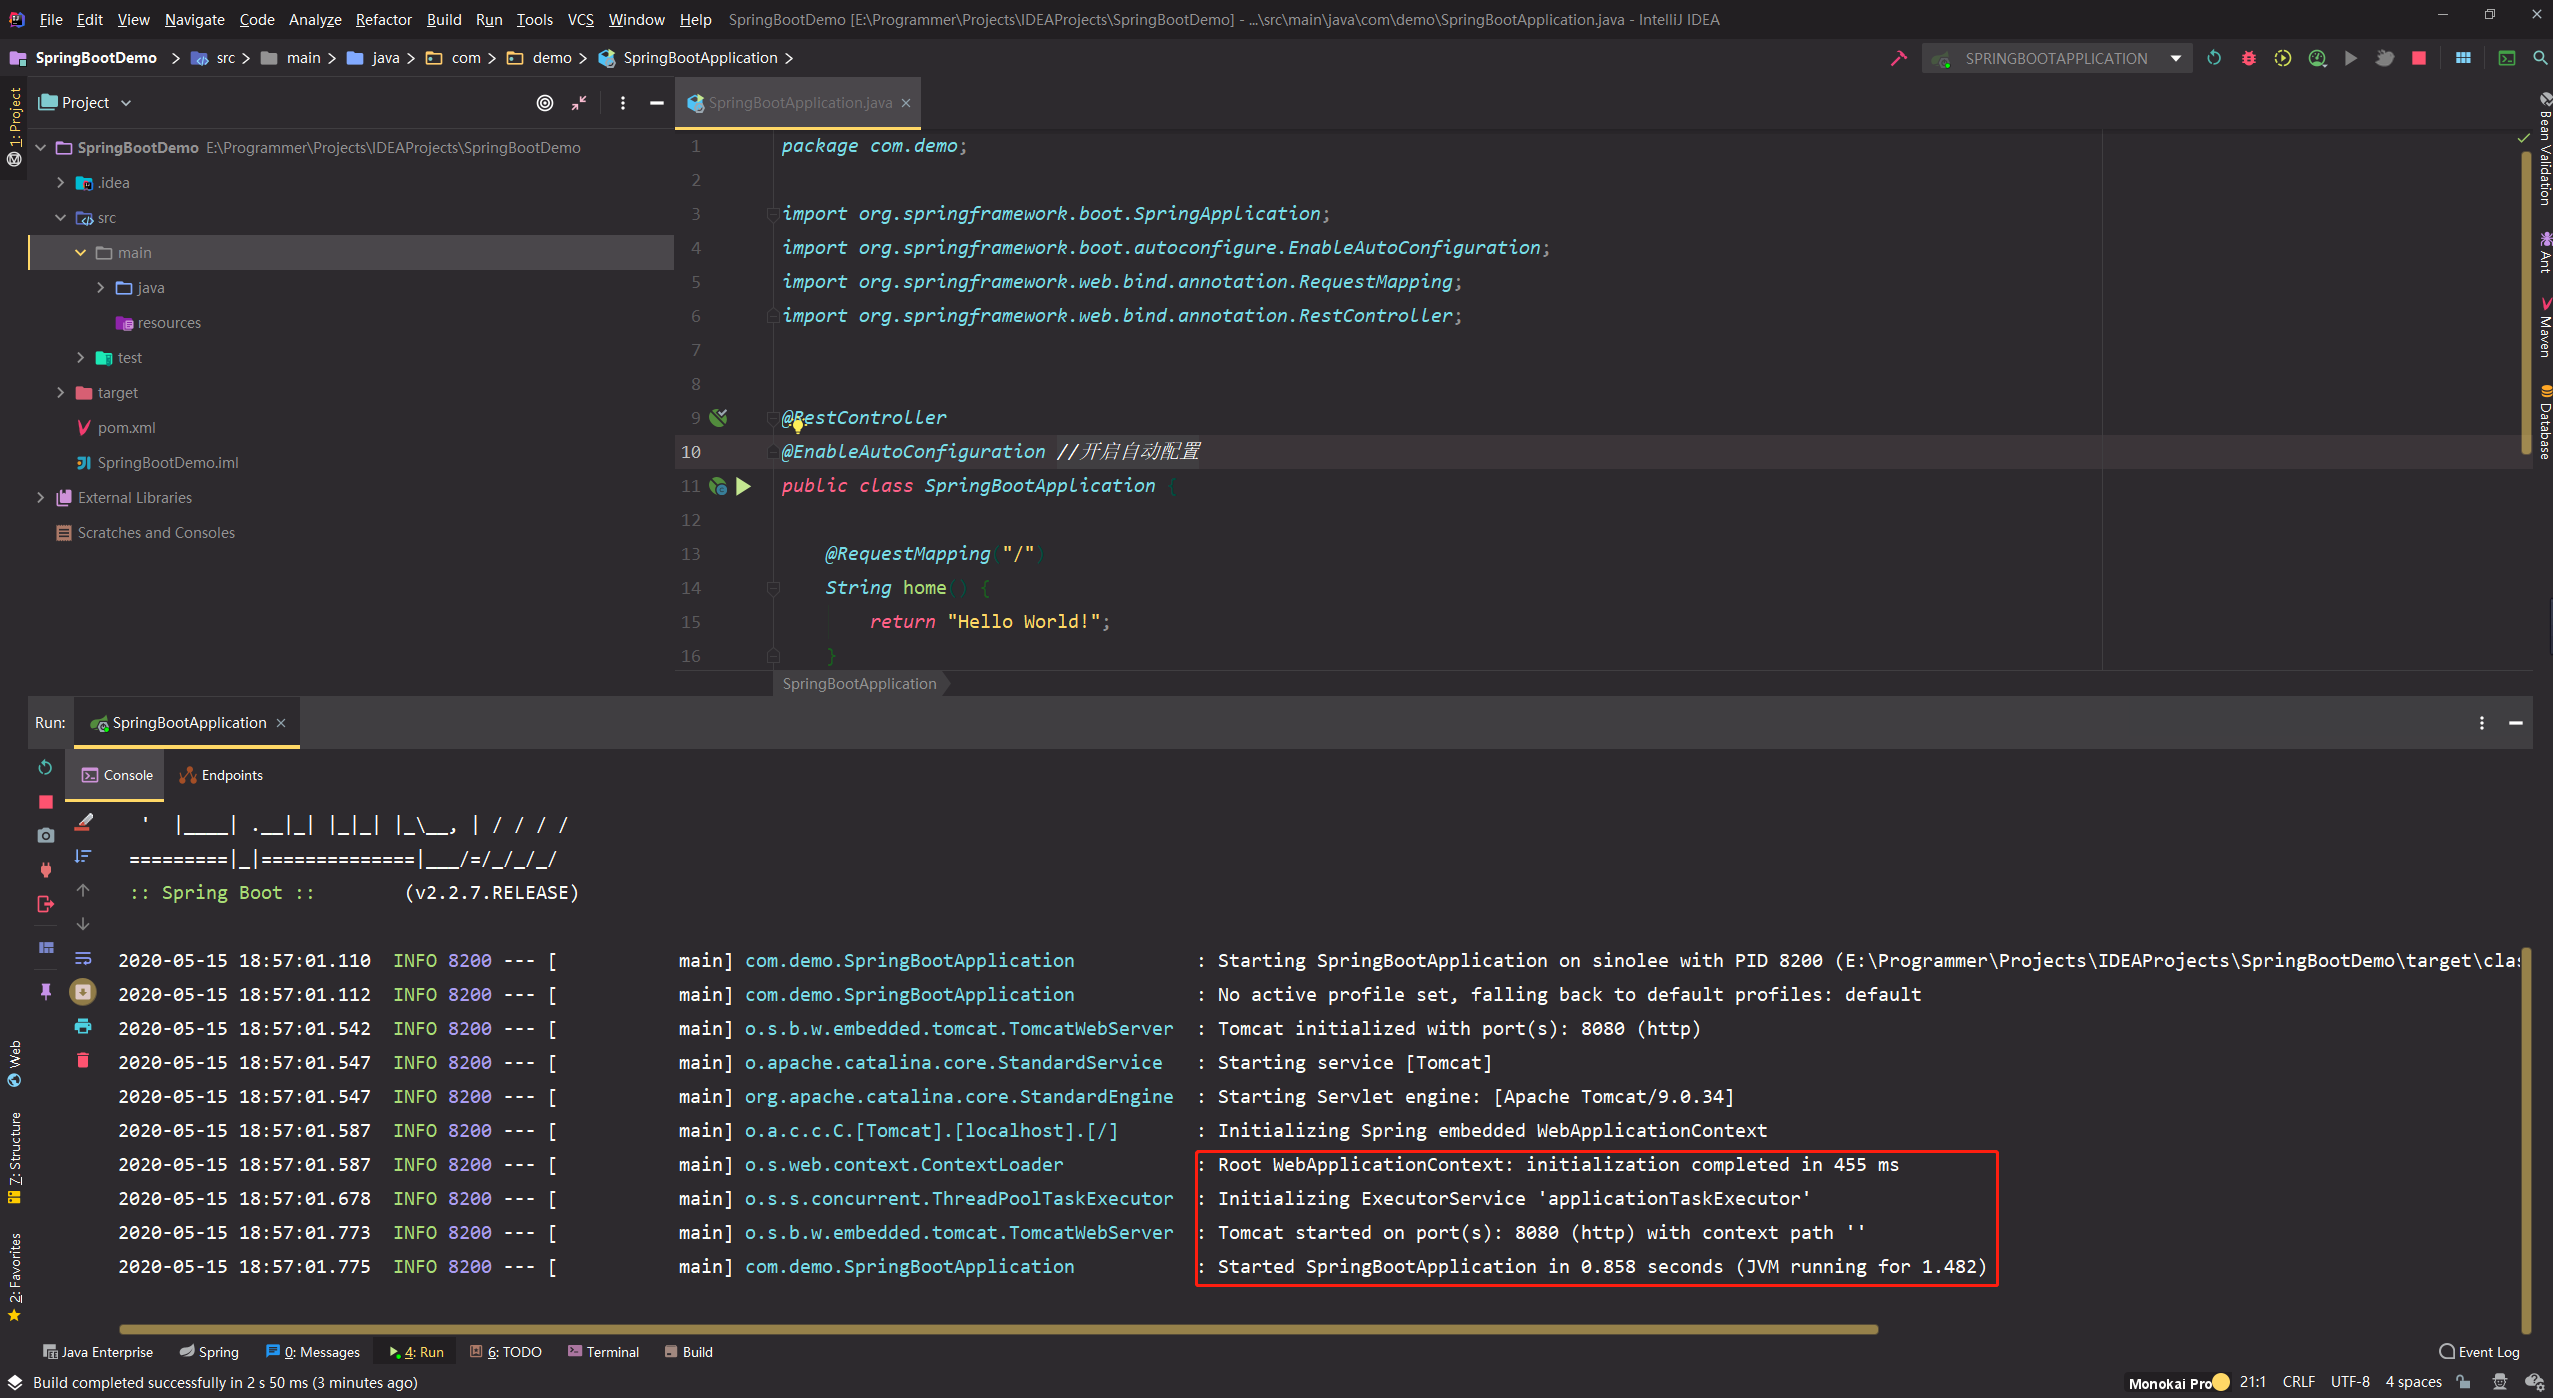 File Edit View Navigate Code Analyze Refactor Build Run Tools VCS Window Help SpringBootDemo [E:\Programmer\Projects\IDEAProjects\SpringBootDemo] - ...\src\main\java\com\demo\SpringBootApplication.java - IntelliJ IDEA
SpringBootDemo src main java com demo SpringBootApplication SPRINGBOOTAPPLICATION
1: Project
Project
SpringBootDemo E:\Programmer\Projects\IDEAProjects\SpringBootDemo
.idea
src
main
java
resources
test
target
pom.xml
SpringBootDemo.iml
External Libraries
Scratches and Consoles
SpringBootApplication.java
1 package com.demo;
2
3 import org.springframework.boot.SpringApplication;
4 import org.springframework.boot.autoconfigure.EnableAutoConfiguration;
5 import org.springframework.web.bind.annotation.RequestMapping;
6 import org.springframework.web.bind.annotation.RestController;
7
8
9 @RestController
10 @EnableAutoConfiguration //开启自动配置
11 public class SpringBootApplication {
12
13 @RequestMapping("/")
14 String home() {
15 return "Hello World!";
16 }
SpringBootApplication
Bean Validation
Ant
Maven
Database
Run: SpringBootApplication
Console Endpoints
' |____| .__|_| |_|_| |_\__, | / / / /
=========|_|==============|___/=/_/_/_/
:: Spring Boot :: (v2.2.7.RELEASE)
2020-05-15 18:57:01.110 INFO 8200 --- [ main] com.demo.SpringBootApplication : Starting SpringBootApplication on sinolee with PID 8200 (E:\Programmer\Projects\IDEAProjects\SpringBootDemo\target\clas
2020-05-15 18:57:01.112 INFO 8200 --- [ main] com.demo.SpringBootApplication : No active profile set, falling back to default profiles: default
2020-05-15 18:57:01.542 INFO 8200 --- [ main] o.s.b.w.embedded.tomcat.TomcatWebServer : Tomcat initialized with port(s): 8080 (http)
2020-05-15 18:57:01.547 INFO 8200 --- [ main] o.apache.catalina.core.StandardService : Starting service [Tomcat]
2020-05-15 18:57:01.547 INFO 8200 --- [ main] org.apache.catalina.core.StandardEngine : Starting Servlet engine: [Apache Tomcat/9.0.34]
2020-05-15 18:57:01.587 INFO 8200 --- [ main] o.a.c.c.C.[Tomcat].[localhost].[/] : Initializing Spring embedded WebApplicationContext
2020-05-15 18:57:01.587 INFO 8200 --- [ main] o.s.web.context.ContextLoader : Root WebApplicationContext: initialization completed in 455 ms
2020-05-15 18:57:01.678 INFO 8200 --- [ main] o.s.s.concurrent.ThreadPoolTaskExecutor : Initializing ExecutorService 'applicationTaskExecutor'
2020-05-15 18:57:01.773 INFO 8200 --- [ main] o.s.b.w.embedded.tomcat.TomcatWebServer : Tomcat started on port(s): 8080 (http) with context path ''
2020-05-15 18:57:01.775 INFO 8200 --- [ main] com.demo.SpringBootApplication : Started SpringBootApplication in 0.858 seconds (JVM running for 1.482)
Web
7: Structure
2: Favorites
Java Enterprise Spring 0: Messages 4: Run 6: TODO Terminal Build Event Log
Build completed successfully in 2 s 50 ms (3 minutes ago) Monokai Pro 21:1 CRLF UTF-8 4 spaces